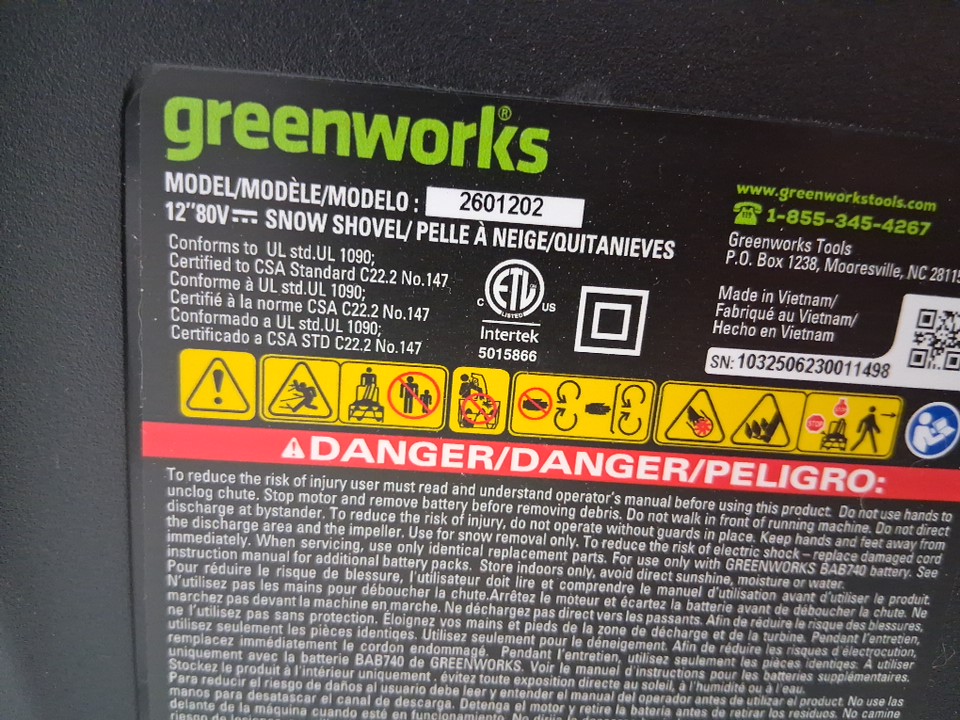 greenworks®
MODEL/MODÈLE/MODELO : 2601202
12"80V SNOW SHOVEL/ PELLE À NEIGE/QUITANIEVES
Conforms to UL std.UL 1090;
Certified to CSA Standard C22.2 No.147
Conforme à UL std.UL 1090;
Certifié à la norme CSA C22.2 No.147
Conformado a UL std.UL 1090;
Certificado a CSA STD C22.2 No.147
C ETL US
LISTED
Intertek
5015866
www.greenworkstools.com
1-855-345-4267
Greenworks Tools
P.O. Box 1238, Mooresville, NC 28115
Made in Vietnam/
Fabriqué au Vietnam/
Hecho en Vietnam
SN: 1032506230011498
DANGER/DANGER/PELIGRO:
To reduce the risk of injury user must read and understand operator's manual before using this product. Do not use hands to
unclog chute. Stop motor and remove battery before removing debris. Do not walk in front of running machine. Do not direct
discharge at bystander. To reduce the risk of injury, do not operate without guards in place. Keep hands and feet away from
the discharge area and the impeller. Use for snow removal only. To reduce the risk of electric shock – replace damaged cord
immediately. When servicing, use only identical replacement parts. For use only with GREENWORKS BAB740 battery. See
instruction manual for additional battery packs. Store indoors only, avoid direct sunshine, moisture or water.
Pour réduire le risque de blessure, l'utilisateur doit lire et comprendre le manuel d'utilisation avant d'utiliser le produit.
N'utilisez pas les mains pour déboucher la chute.Arrêtez le moteur et écartez la batterie avant de déboucher la chute. Ne
marchez pas devant la machine en marche. Ne déchargez pas direct vers les passants. Afin de réduire le risque des blessures,
ne l'utilisez pas sans protection. Éloignez vos mains et pieds de la zone de décharge et de la turbine. Pendant l'entretien,
utilisez seulement les pièces identiqes. Utilisez seulement pour le déneigement. Afin de réduire les risques d'électrocution,
remplacez immédiatement le cordon endommagé. Pendant l'entretien, utilisez seulement les pièces identiqes. A utiliser
uniquement avec la batterie BAB740 de GREENWORKS. Voir le manuel d'instructions pour les batteries supplémentaires.
Stockez le produit à l'intérieur uniquement , évitez toute exposition directe au soleil, à l'humidité ou à l'eau.
Para reducir el riesgo de daños al usuario debe leer y entender el manual del operador antes de utilizar el producto. No use las
manos para desatascar el canal de descarga. Detenga el motor y retire la batería antes de retirar los residuos. No camine
delante de la máquina cuando esté en funcionamiento. No dirija la descarga